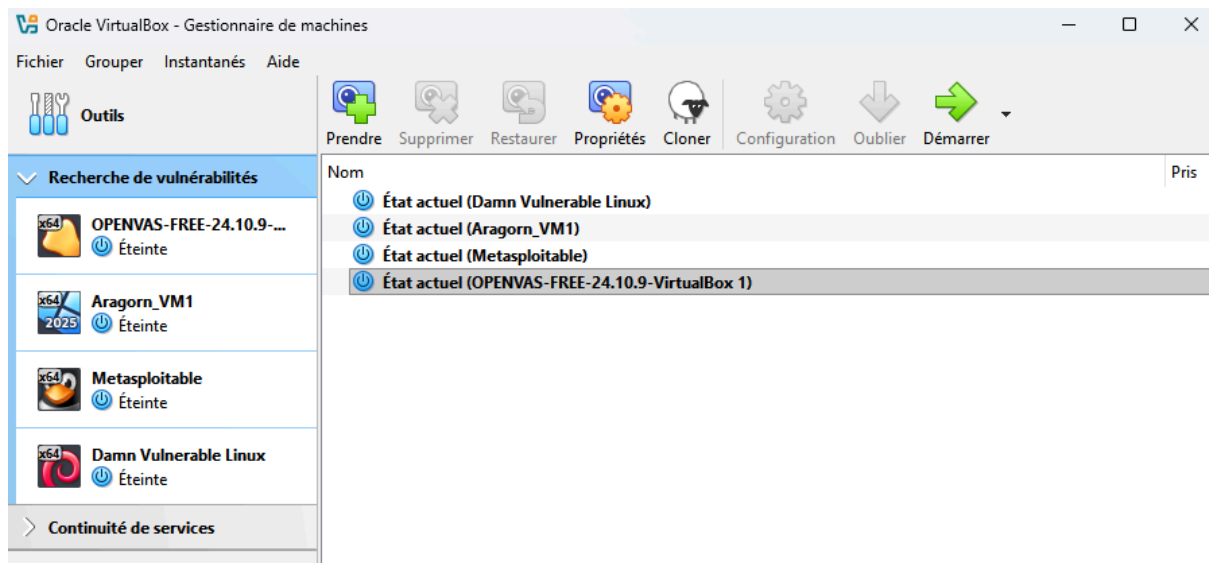 Oracle VirtualBox - Gestionnaire de machines
Fichier Grouper Instantanés Aide
Outils
Prendre Supprimer Restaurer Propriétés Cloner Configuration Oublier Démarrer
Recherche de vulnérabilités
x64 OPENVAS-FREE-24.10.9-...
Éteinte
x64 2025 Aragorn_VM1
Éteinte
x64 Metasploitable
Éteinte
x64 Damn Vulnerable Linux
Éteinte
Continuité de services
Nom Pris
État actuel (Damn Vulnerable Linux)
État actuel (Aragorn_VM1)
État actuel (Metasploitable)
État actuel (OPENVAS-FREE-24.10.9-VirtualBox 1)